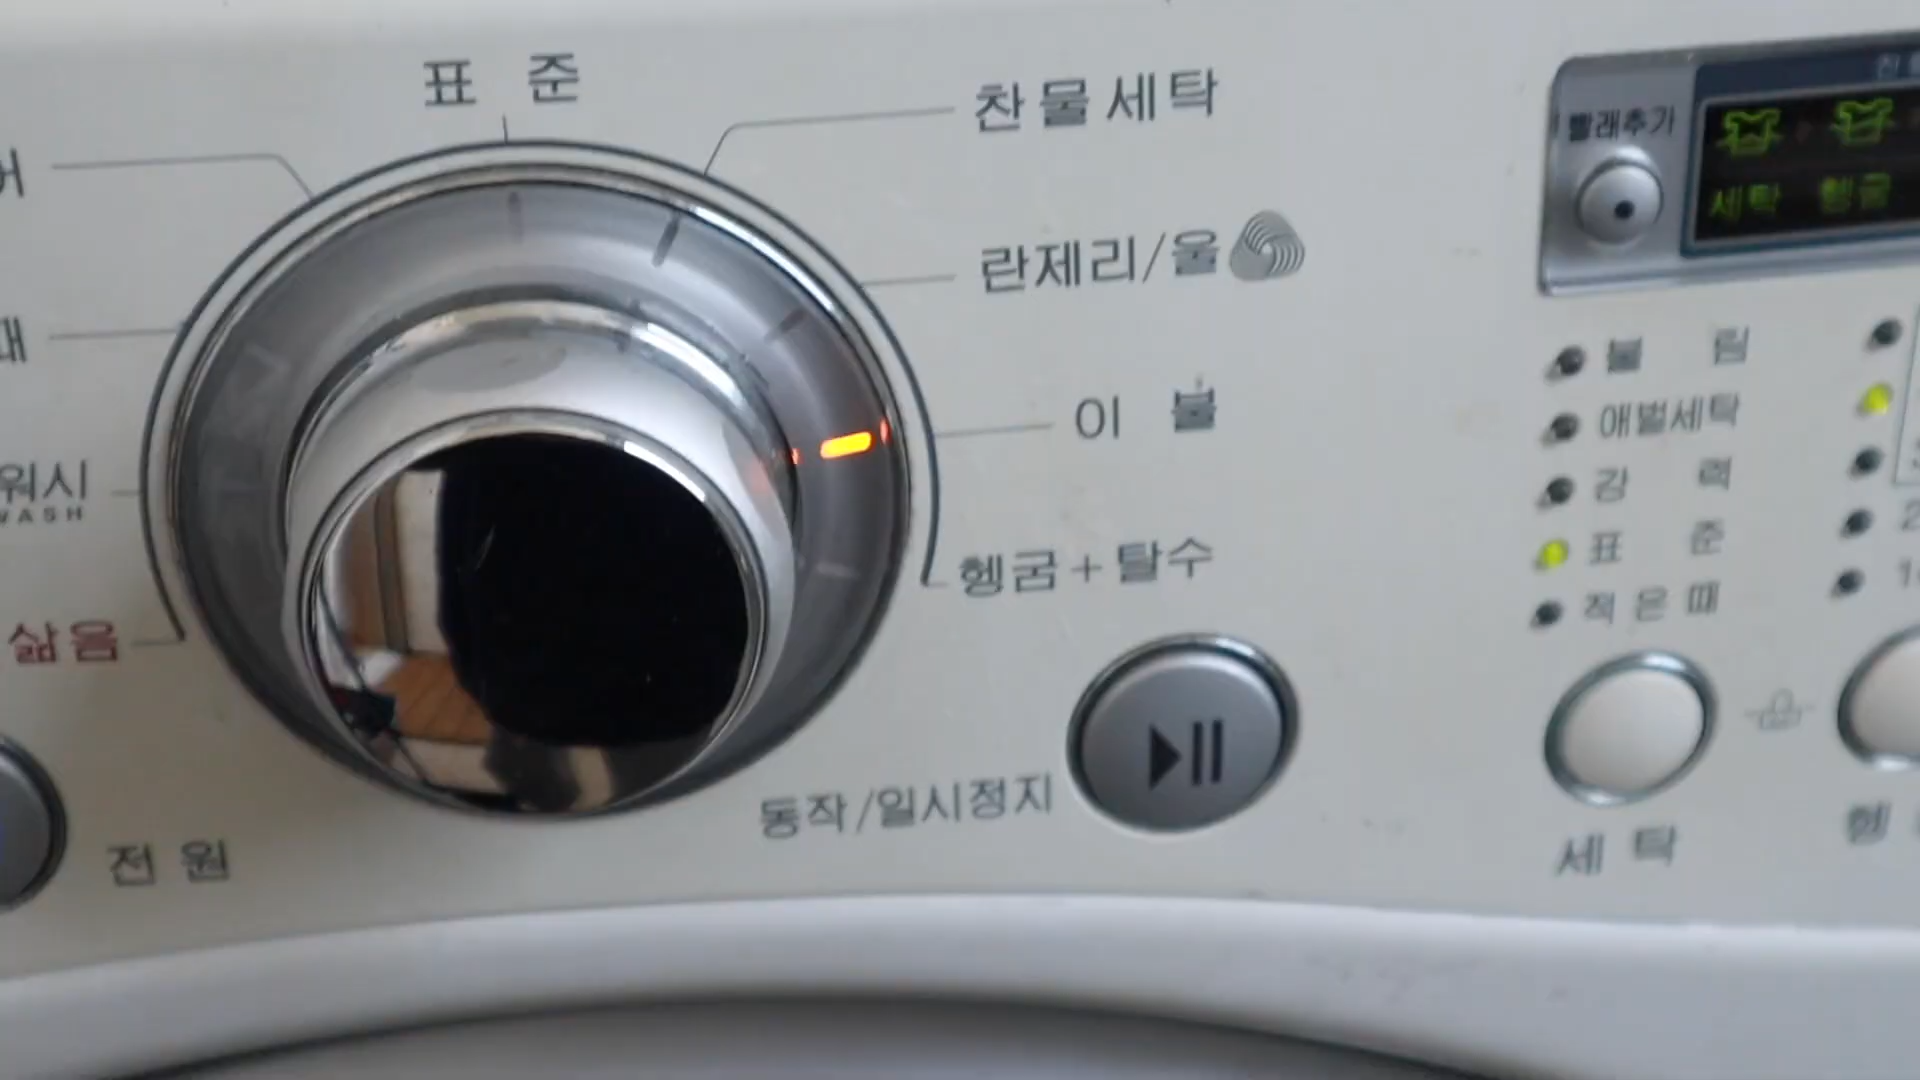 표 준
찬물세탁
란제리/울
이 불
헹굼+탈수
워시
WASH
삶음
전 원
동작/일시정지
빨래추가
세탁 헹굼
불 림
애벌세탁
강 력
표 준
적은때
세 탁